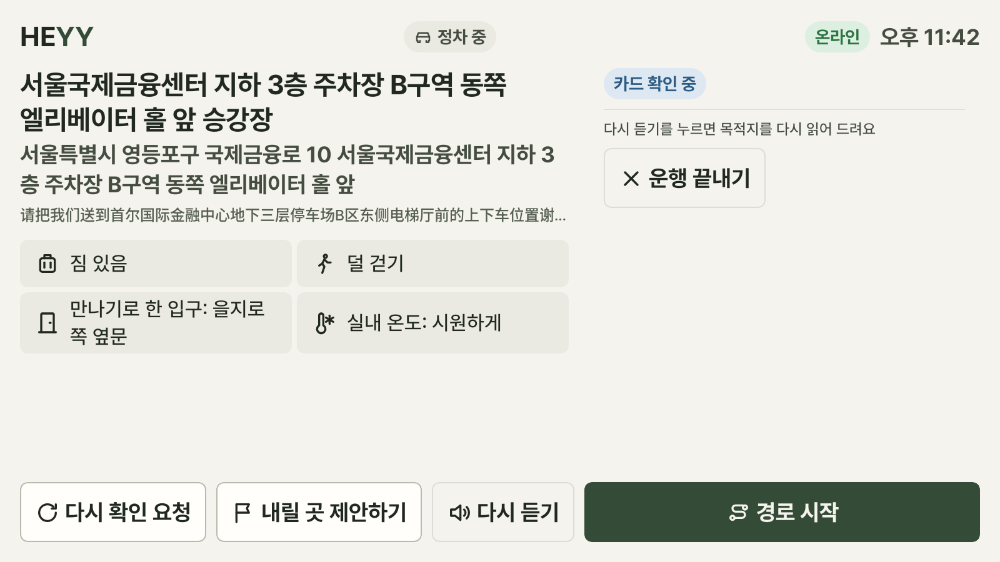 HEYY
정차 중
온라인
오후 11:42
서울국제금융센터 지하 3층 주차장 B구역 동쪽
엘리베이터 홀 앞 승강장
서울특별시 영등포구 국제금융로 10 서울국제금융센터 지하 3
층 주차장 B구역 동쪽 엘리베이터 홀 앞
请把我们送到首尔国际金融中心地下三层停车场B区东侧电梯厅前的上下车位置谢...
짐 있음
덜 걷기
만나기로 한 입구: 을지로
쪽 옆문
실내 온도: 시원하게
카드 확인 중
다시 듣기를 누르면 목적지를 다시 읽어 드려요
운행 끝내기
다시 확인 요청
내릴 곳 제안하기
다시 듣기
경로 시작